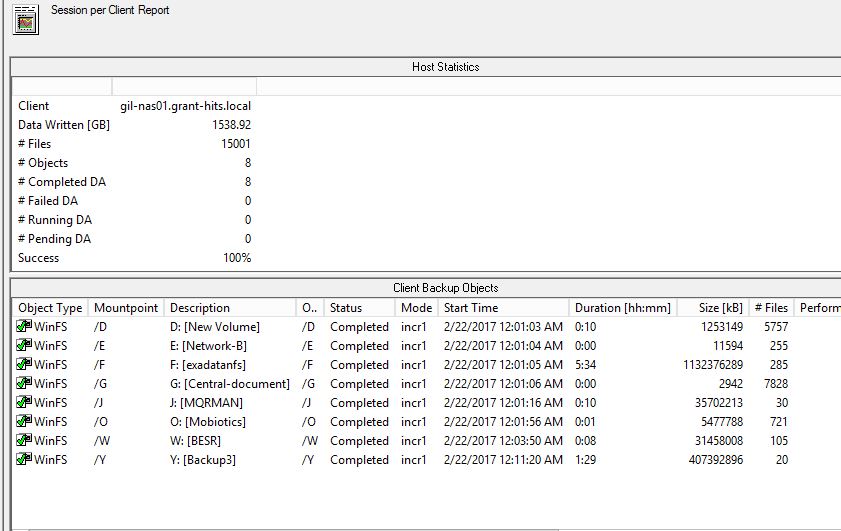 Session per Client Report
Host Statistics
Client gil-nas01.grant-hits.local
Data Written [GB] 1538.92
# Files 15001
# Objects 8
# Completed DA 8
# Failed DA 0
# Running DA 0
# Pending DA 0
Success 100%
Client Backup Objects
Object Type Mountpoint Description O.. Status Mode Start Time Duration [hh:mm] Size [kB] # Files Perform
WinFS /D D: [New Volume] /D Completed incr1 2/22/2017 12:01:03 AM 0:10 1253149 5757
WinFS /E E: [Network-B] /E Completed incr1 2/22/2017 12:01:04 AM 0:00 11594 255
WinFS /F F: [exadatanfs] /F Completed incr1 2/22/2017 12:01:05 AM 5:34 1132376289 285
WinFS /G G: [Central-document] /G Completed incr1 2/22/2017 12:01:06 AM 0:00 2942 7828
WinFS /J J: [MQRMAN] /J Completed incr1 2/22/2017 12:01:16 AM 0:10 35702213 30
WinFS /O O: [Mobiotics] /O Completed incr1 2/22/2017 12:01:56 AM 0:01 5477788 721
WinFS /W W: [BESR] /W Completed incr1 2/22/2017 12:03:50 AM 0:08 31458008 105
WinFS /Y Y: [Backup3] /Y Completed incr1 2/22/2017 12:11:20 AM 1:29 407392896 20